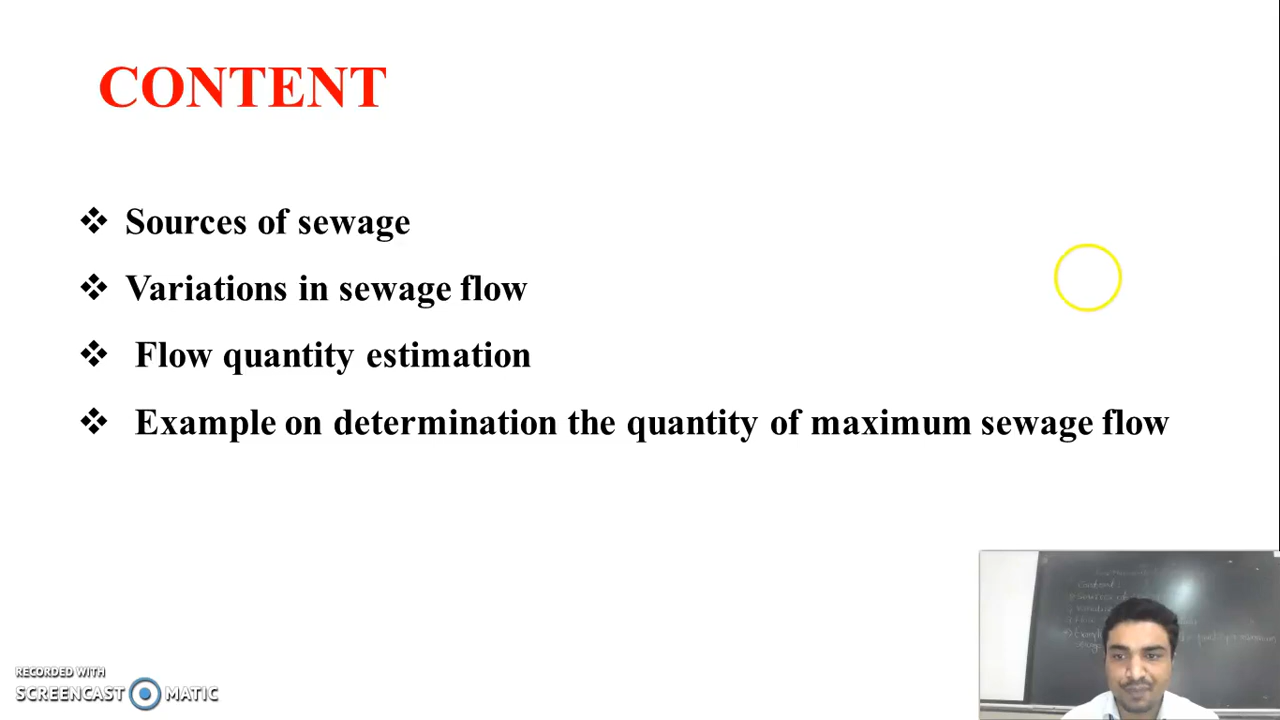 CONTENT
❖ Sources of sewage
❖ Variations in sewage flow
❖ Flow quantity estimation
❖ Example on determination the quantity of maximum sewage flow
Content:
RECORDED WITH
SCREENCAST MATIC